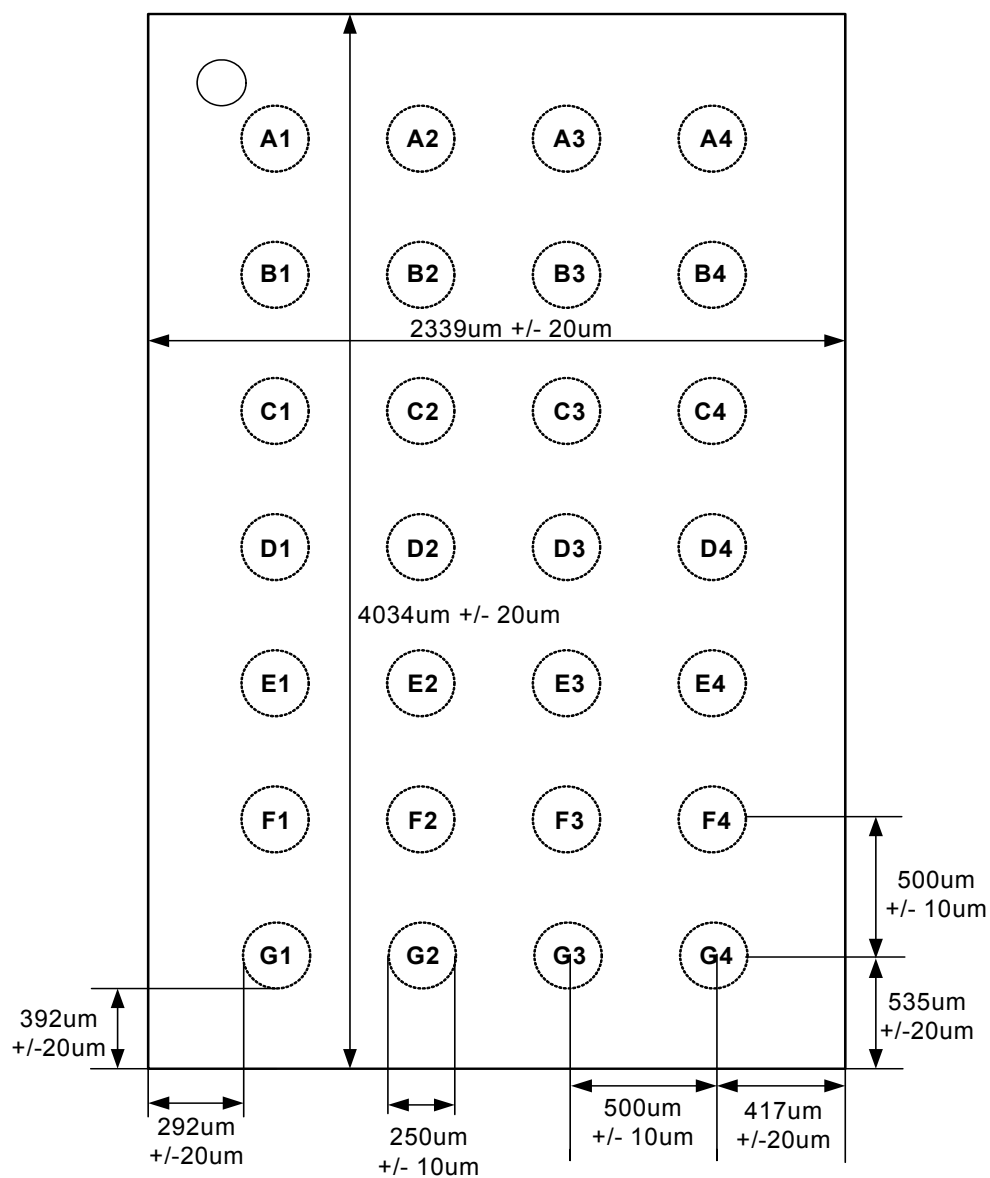 A1 A2 A3 A4
B1 B2 B3 B4
2339um +/- 20um
C1 C2 C3 C4
D1 D2 D3 D4
4034um +/- 20um
E1 E2 E3 E4
F1 F2 F3 F4
500um
+/- 10um
G1 G2 G3 G4
392um
+/-20um
535um
+/-20um
292um
+/-20um
250um
+/- 10um
500um
+/- 10um
417um
+/-20um